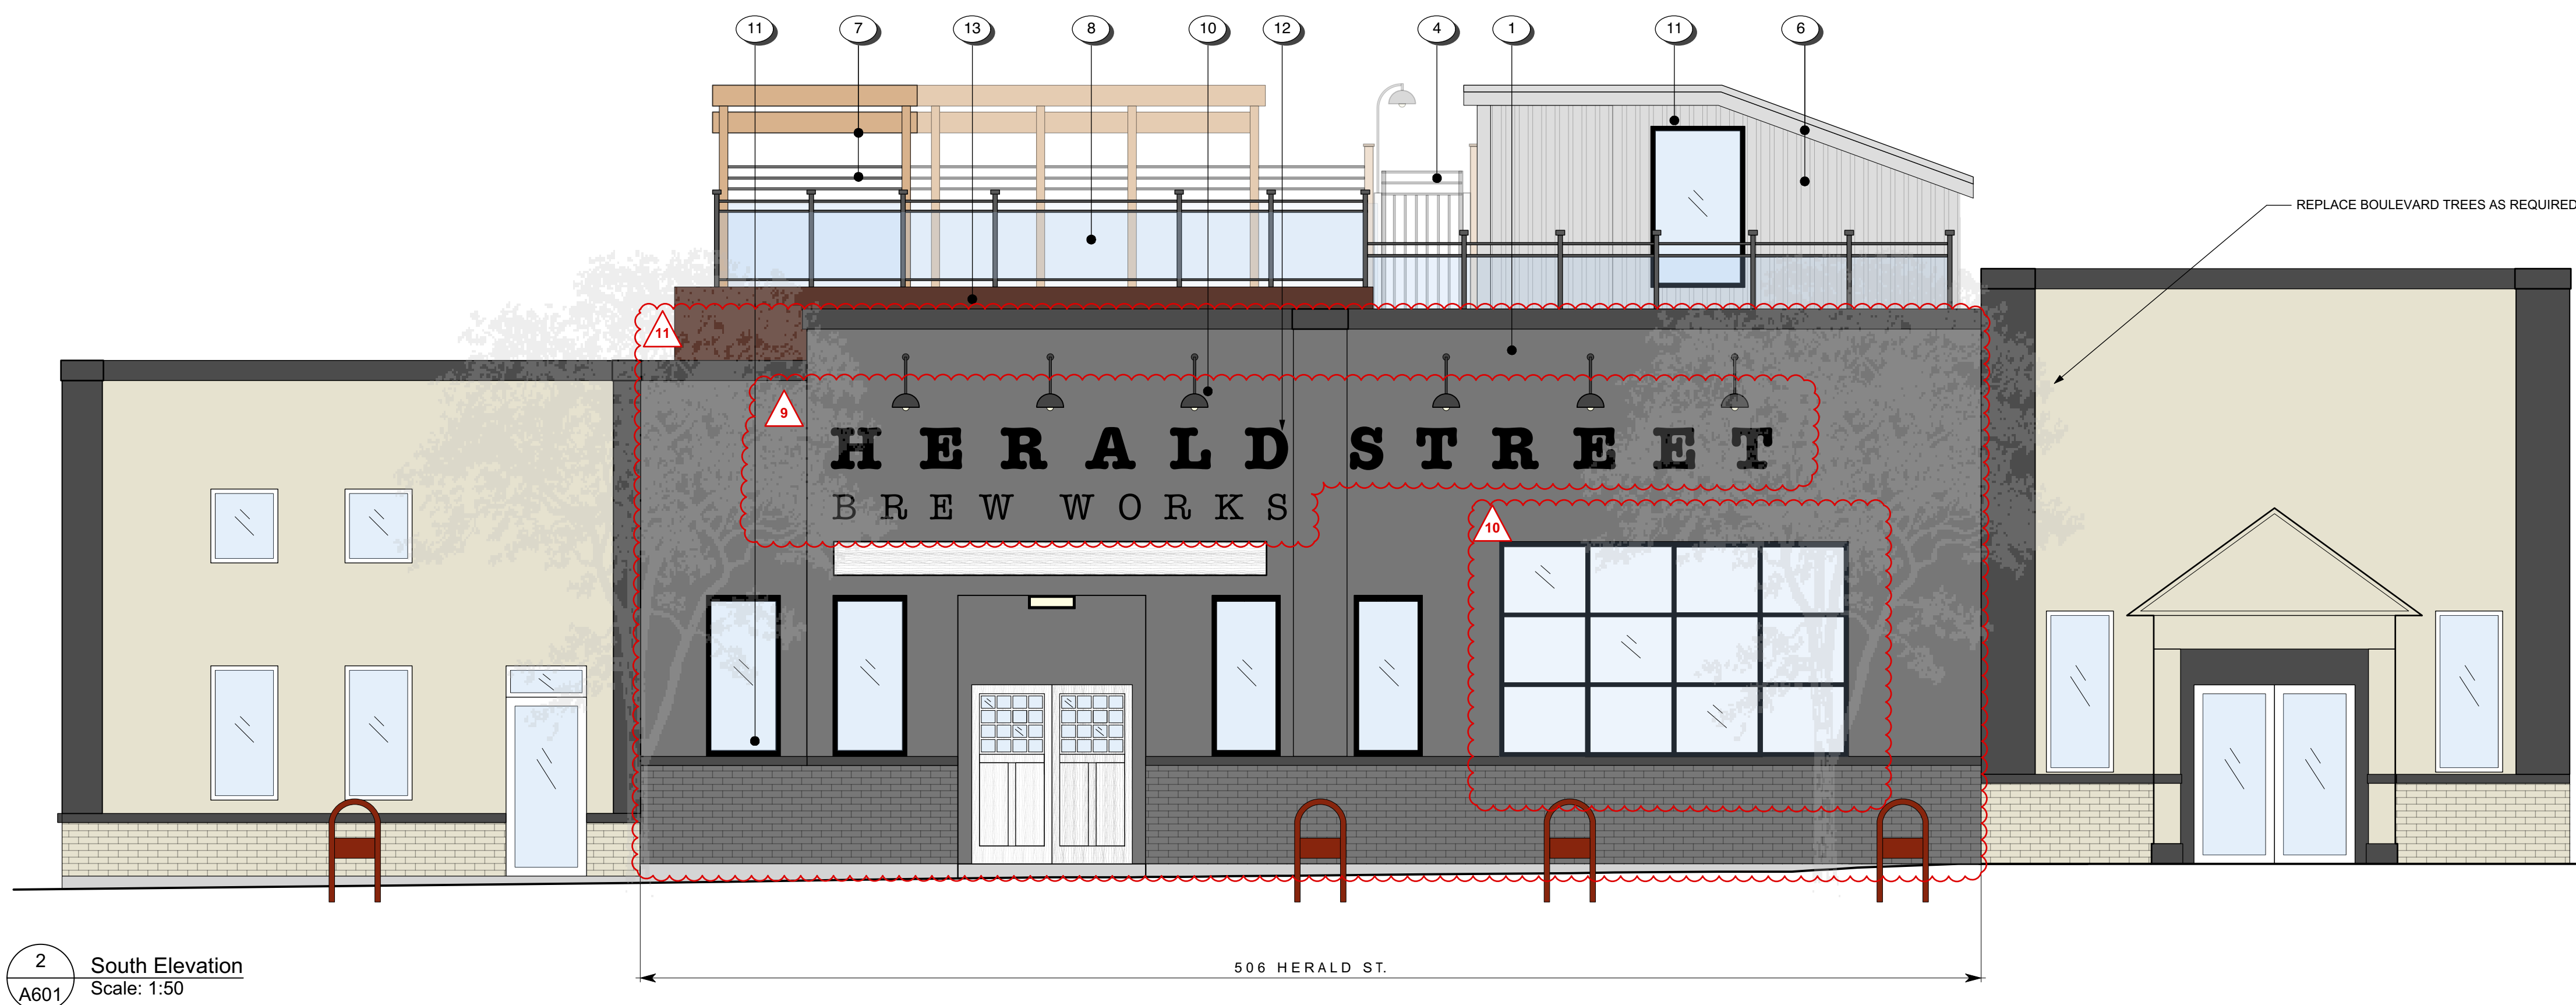 11 7 13 8 10 12 4 1 11 6
REPLACE BOULEVARD TREES AS REQUIRED
11
9
HERALD STREET
BREW WORKS
10
506 HERALD ST.
2 South Elevation
A601 Scale: 1:50